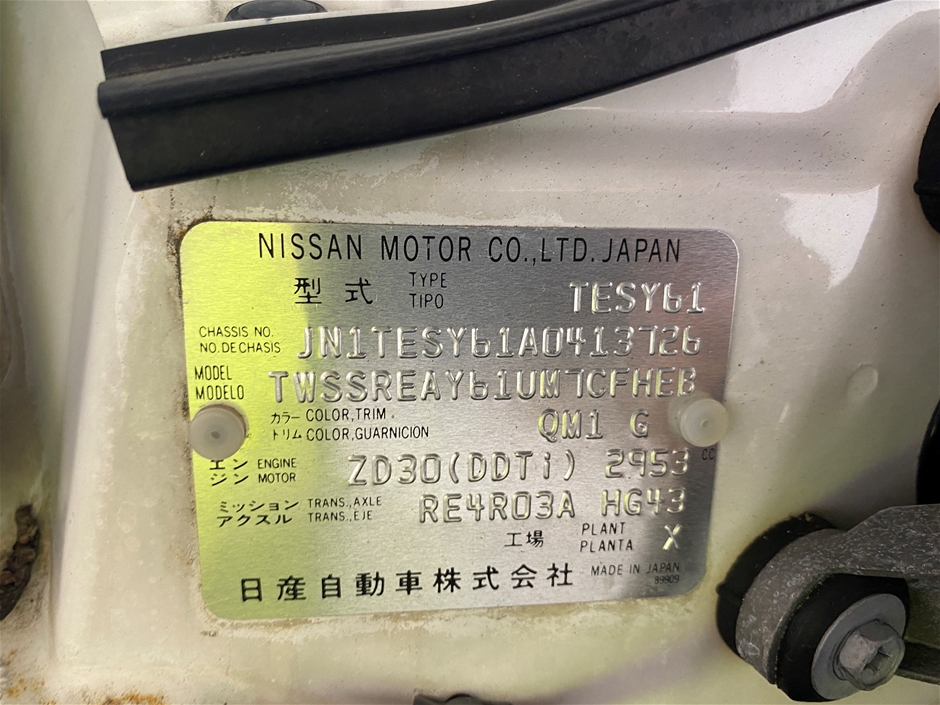 NISSAN MOTOR CO.,LTD. JAPAN
型式 TYPE TIPO TESY61
CHASSIS NO. NO. DE CHASIS JN1TESY61A0413726
MODEL MODELO TWSSREAY61UM7CFHEB
カラー COLOR, TRIM
トリム COLOR, GUARNICION QM1 G
エンジン ENGINE MOTOR ZD30(DDTi) 2953 CC
ミッション TRANS., AXLE
アクスル TRANS., EJE RE4R03A HG43
工場 PLANT PLANTA X
日産自動車株式会社 MADE IN JAPAN
89909